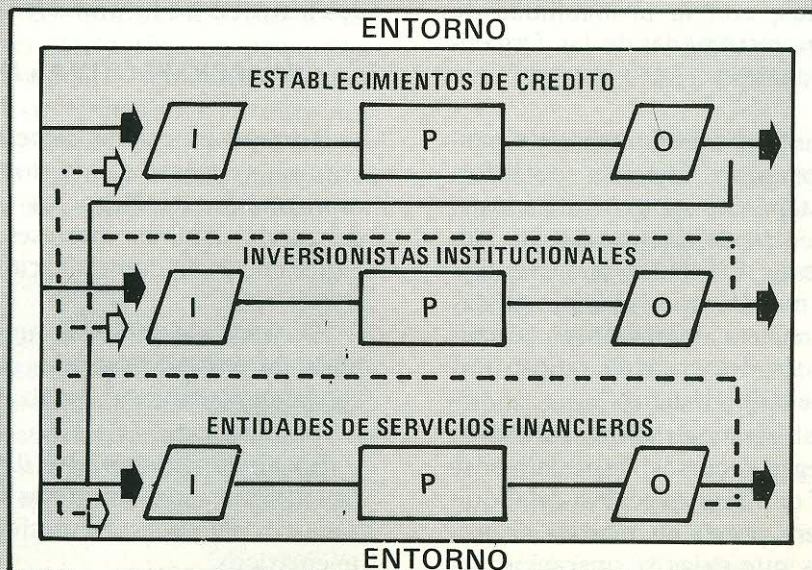 ENTORNO
ESTABLECIMIENTOS DE CREDITO
I P O
INVERSIONISTAS INSTITUCIONALES
I P O
ENTIDADES DE SERVICIOS FINANCIEROS
I P O
ENTORNO